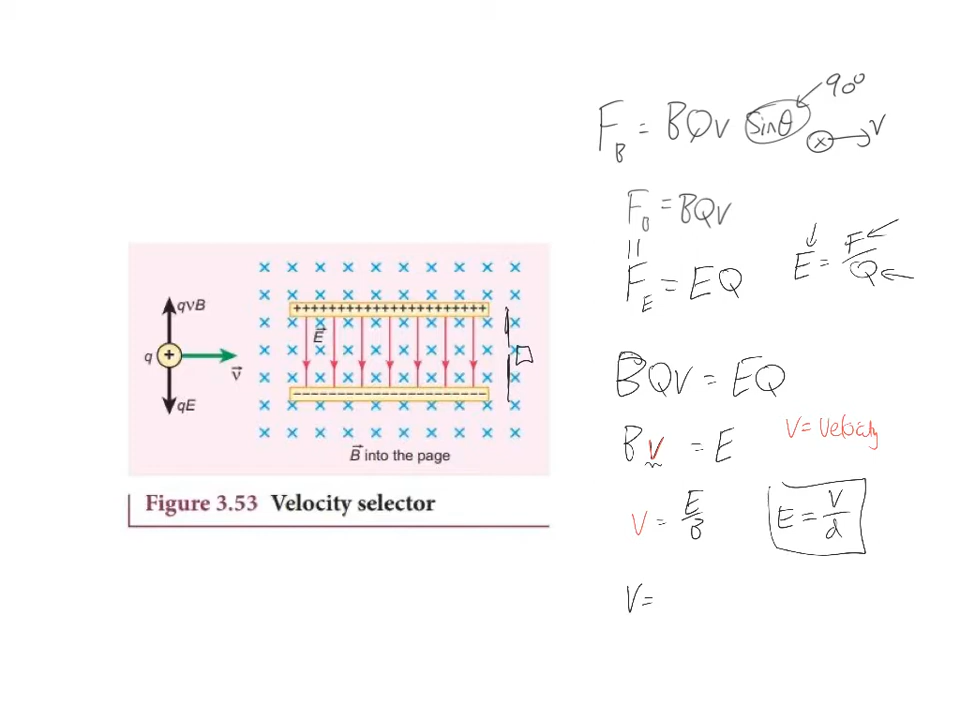 90°
F_B = BQv sinθ
x
V
F_B = BQv
=
F_E = EQ
E = F/Q
BQv = EQ
Bv = E
V = Velocity
V = E/B
E = V/d
V =
qvB
q +
v
qE
E
+++++++++++++++++++++
B into the page
Figure 3.53 Velocity selector